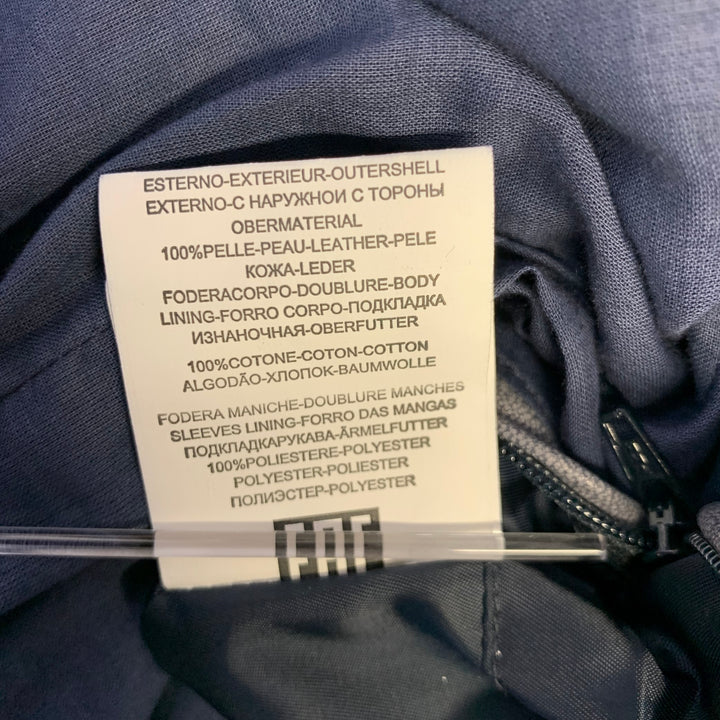 ESTERNO-EXTERIEUR-OUTERSHELL
EXTERNO-С НАРУЖНОИ С ТОРОНЫ
OBERMATERIAL
100%PELLE-PEAU-LEATHER-PELE
КОЖА-LEDER
FODERACORPO-DOUBLURE-BODY
LINING-FORRO CORPO-ПОДКЛАДКА
ИЗНАНОЧНАЯ-OBERFUTTER
100%COTONE-COTON-COTTON
ALGODÃO-ХЛОПОК-BAUMWOLLE
FODERA MANICHE-DOUBLURE MANCHES
SLEEVES LINING-FORRO DAS MANGAS
ПОДКЛАДКАРУКАВА-ÄRMELFUTTER
100%POLIESTERE-POLYESTER
POLYESTER-POLIESTER
ПОЛИЭСТЕР-POLYESTER